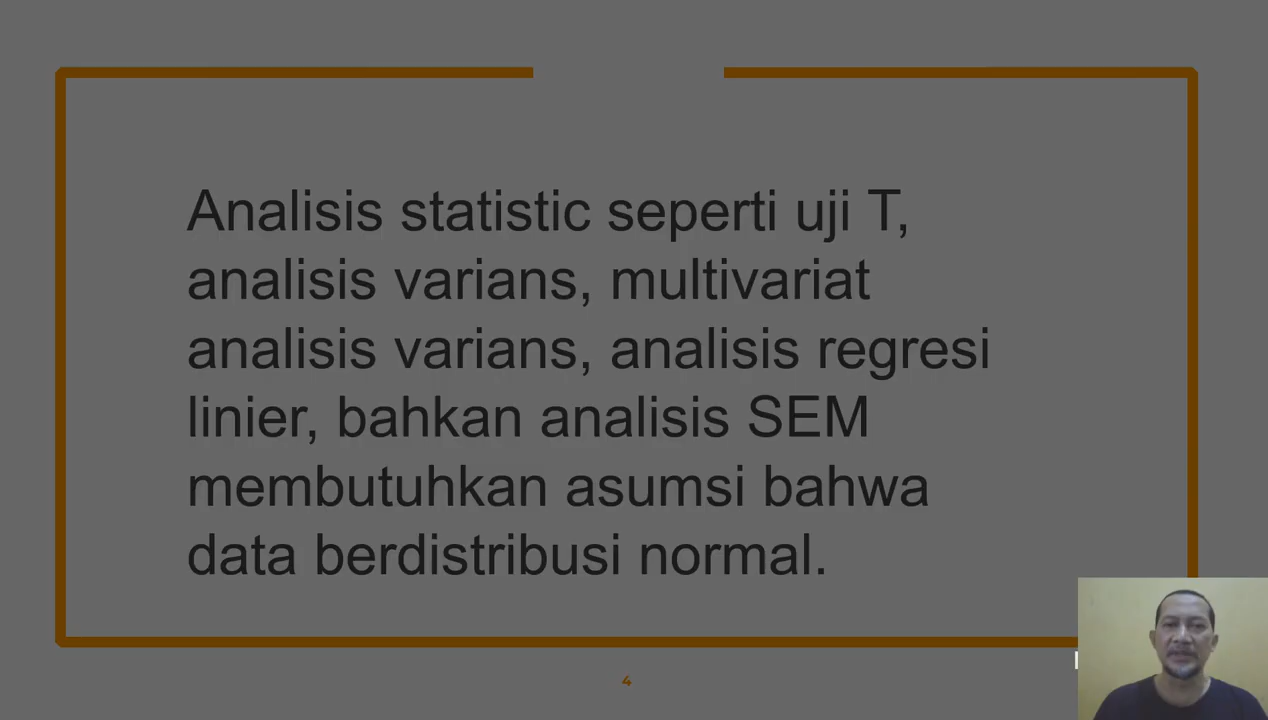 Analisis statistic seperti uji T,
analisis varians, multivariat
analisis varians, analisis regresi
linier, bahkan analisis SEM
membutuhkan asumsi bahwa
data berdistribusi normal.
4